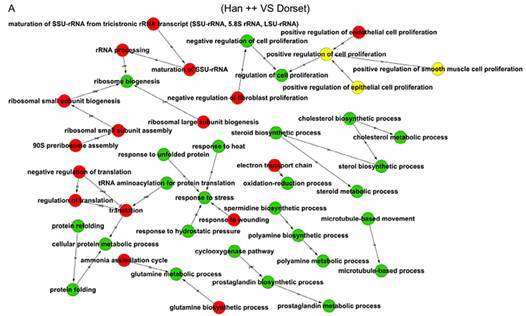 A
(Han ++ VS Dorset)
maturation of SSU-rRNA from tricistronic rRNA transcript (SSU-rRNA, 5.8S rRNA, LSU-rRNA)
negative regulation of cell proliferation
positive regulation of endothelial cell proliferation
rRNA processing
positive regulation of cell proliferation
maturation of SSU-rRNA
regulation of cell proliferation
positive regulation of smooth muscle cell proliferation
ribosome biogenesis
positive regulation of epithelial cell proliferation
ribosomal small subunit biogenesis
negative regulation of fibroblast proliferation
cholesterol biosynthetic process
ribosomal large subunit biogenesis
ribosomal small subunit assembly
steroid biosynthetic process
cholesterol metabolic process
90S preribosome assembly
response to unfolded protein
response to heat
electron transport chain
sterol biosynthetic process
negative regulation of translation
tRNA aminoacylation for protein translation
oxidation-reduction process
steroid metabolic process
regulation of translation
response to stress
translation
spermidine biosynthetic process
response to wounding
microtubule-based movement
protein refolding
response to hydrostatic pressure
polyamine biosynthetic process
cellular protein metabolic process
cyclooxygenase pathway
polyamine metabolic process
ammonia assimilation cycle
microtubule-based process
protein folding
glutamine metabolic process
prostaglandin biosynthetic process
glutamine biosynthetic process
prostaglandin metabolic process